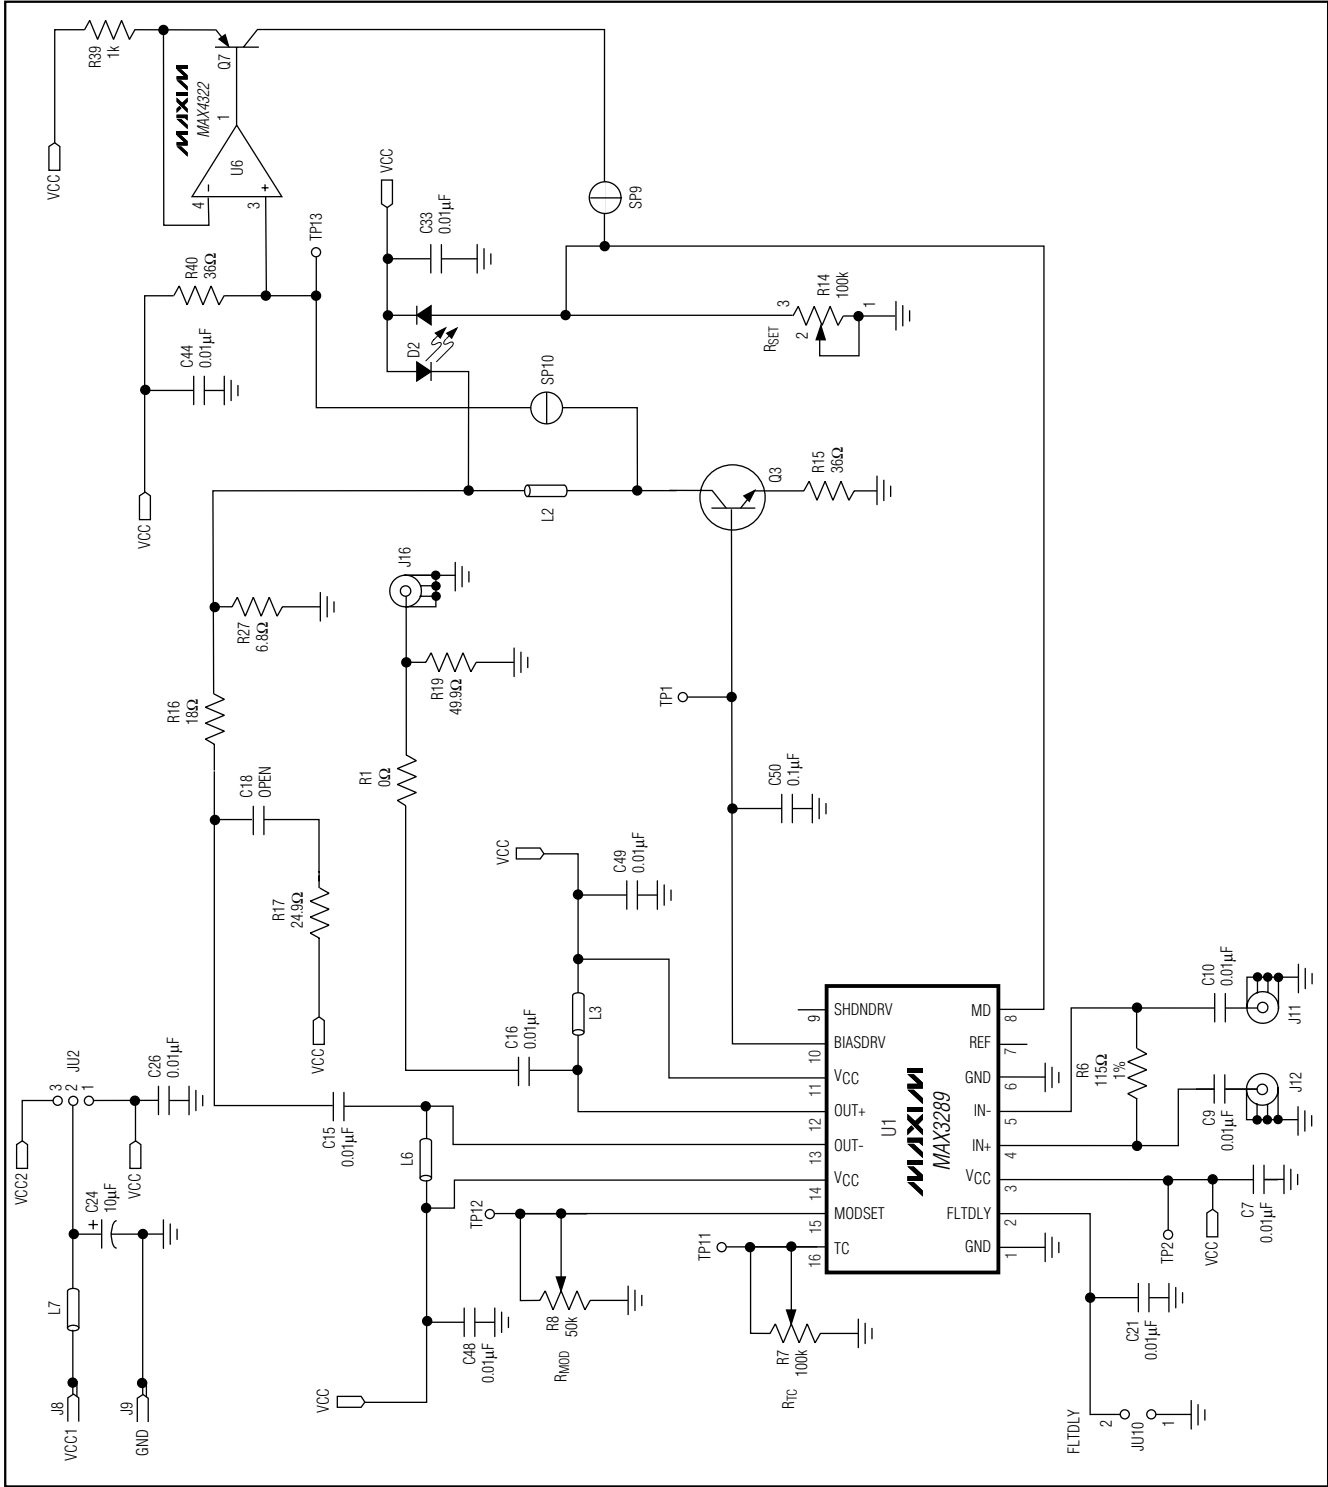 VCC
R39
1k
Q7
MAXIM
MAX4322
1
U6
4
-
3
+
TP13
R40
36Ω
C44
0.01µF
VCC
VCC
C33
0.01µF
SP9
D2
SP10
RSET
3
2
R14
100k
1
L2
Q3
R15
36Ω
J16
R27
6.8Ω
R19
49.9Ω
R16
18Ω
R1
0Ω
C18
OPEN
R17
24.9Ω
VCC
TP1
C50
0.1µF
VCC
C49
0.01µF
L3
C16
0.01µF
VCC2
JU2
3
2
1
C26
0.01µF
VCC
C24
+
10µF
L7
J8
VCC1
J9
GND
C15
0.01µF
L6
VCC
C48
0.01µF
TP12
R8
50k
RMOD
TP11
R7
100k
RTC
9
SHDNDRV
10
BIASDRV
11
VCC
12
OUT+
13
OUT-
14
VCC
15
MODSET
16
TC
U1
MAXIM
MAX3289
MD
8
REF
7
GND
6
IN-
5
IN+
4
VCC
3
FLTDLY
2
GND
1
R6
115Ω
1%
C10
0.01µF
J11
C9
0.01µF
J12
TP2
VCC
C7
0.01µF
C21
0.01µF
FLTDLY
2
JU10
1